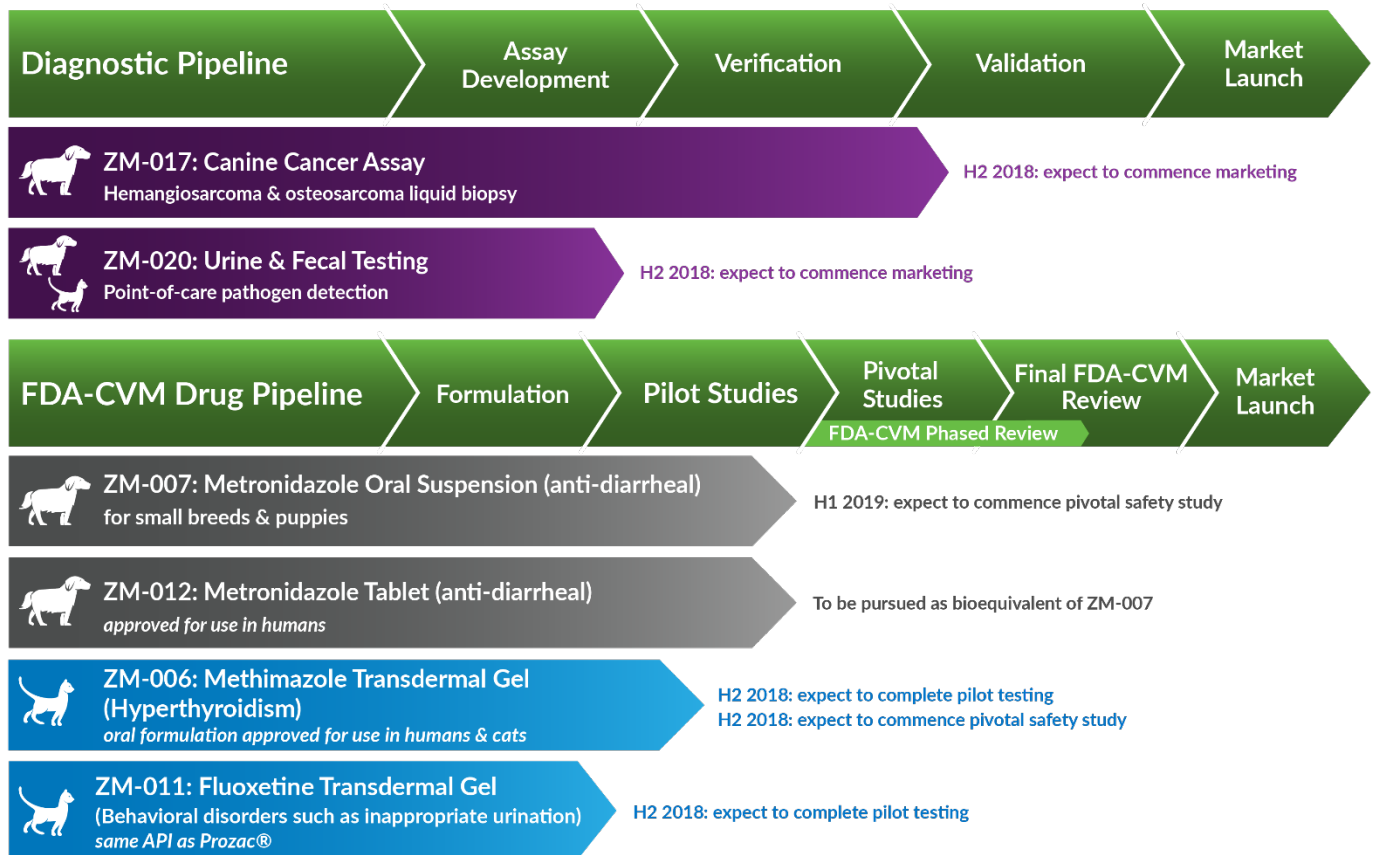 Diagnostic Pipeline
Assay
Development
Verification
Validation
Market
Launch
ZM-017: Canine Cancer Assay
Hemangiosarcoma & osteosarcoma liquid biopsy
H2 2018: expect to commence marketing
ZM-020: Urine & Fecal Testing
Point-of-care pathogen detection
H2 2018: expect to commence marketing
FDA-CVM Drug Pipeline
Formulation
Pilot Studies
Pivotal
Studies
Final FDA-CVM
Review
Market
Launch
FDA-CVM Phased Review
ZM-007: Metronidazole Oral Suspension (anti-diarrheal)
for small breeds & puppies
H1 2019: expect to commence pivotal safety study
ZM-012: Metronidazole Tablet (anti-diarrheal)
approved for use in humans
To be pursued as bioequivalent of ZM-007
ZM-006: Methimazole Transdermal Gel
(Hyperthyroidism)
oral formulation approved for use in humans & cats
H2 2018: expect to complete pilot testing
H2 2018: expect to commence pivotal safety study
ZM-011: Fluoxetine Transdermal Gel
(Behavioral disorders such as inappropriate urination)
same API as Prozac®
H2 2018: expect to complete pilot testing